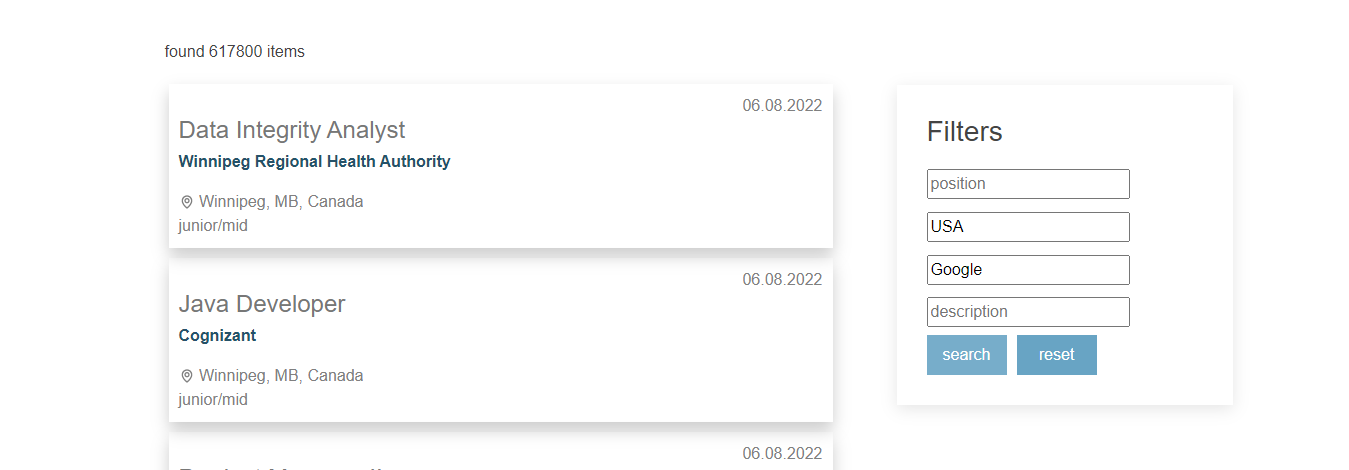 found 617800 items
06.08.2022
Data Integrity Analyst
Winnipeg Regional Health Authority
Winnipeg, MB, Canada
junior/mid
06.08.2022
Java Developer
Cognizant
Winnipeg, MB, Canada
junior/mid
06.08.2022
Filters
position
USA
Google
description
search reset